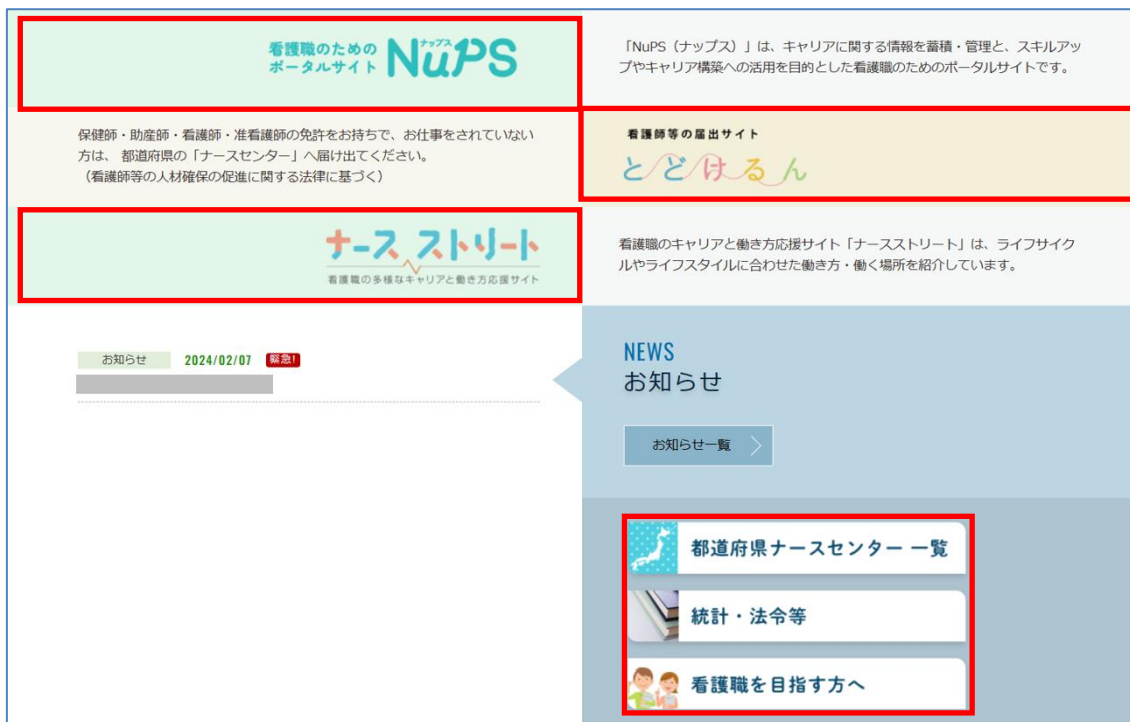 看護職のための
ポータルサイト
ナップス
NuPS
「NuPS（ナップス）」は、キャリアに関する情報を蓄積・管理と、スキルアッ
プやキャリア構築への活用を目的とした看護職のためのポータルサイトです。
保健師・助産師・看護師・准看護師の免許をお持ちで、お仕事をされていない
方は、 都道府県の「ナースセンター」へ届け出てください。
（看護師等の人材確保の促進に関する法律に基づく）
看護師等の届出サイト
とどけるん
ナースストリート
看護職の多様なキャリアと働き方応援サイト
看護職のキャリアと働き方応援サイト「ナースストリート」は、ライフサイク
ルやライフスタイルに合わせた働き方・働く場所を紹介しています。
お知らせ 2024/02/07 緊急!
NEWS
お知らせ
お知らせ一覧
都道府県ナースセンター 一覧
統計・法令等
看護職を目指す方へ